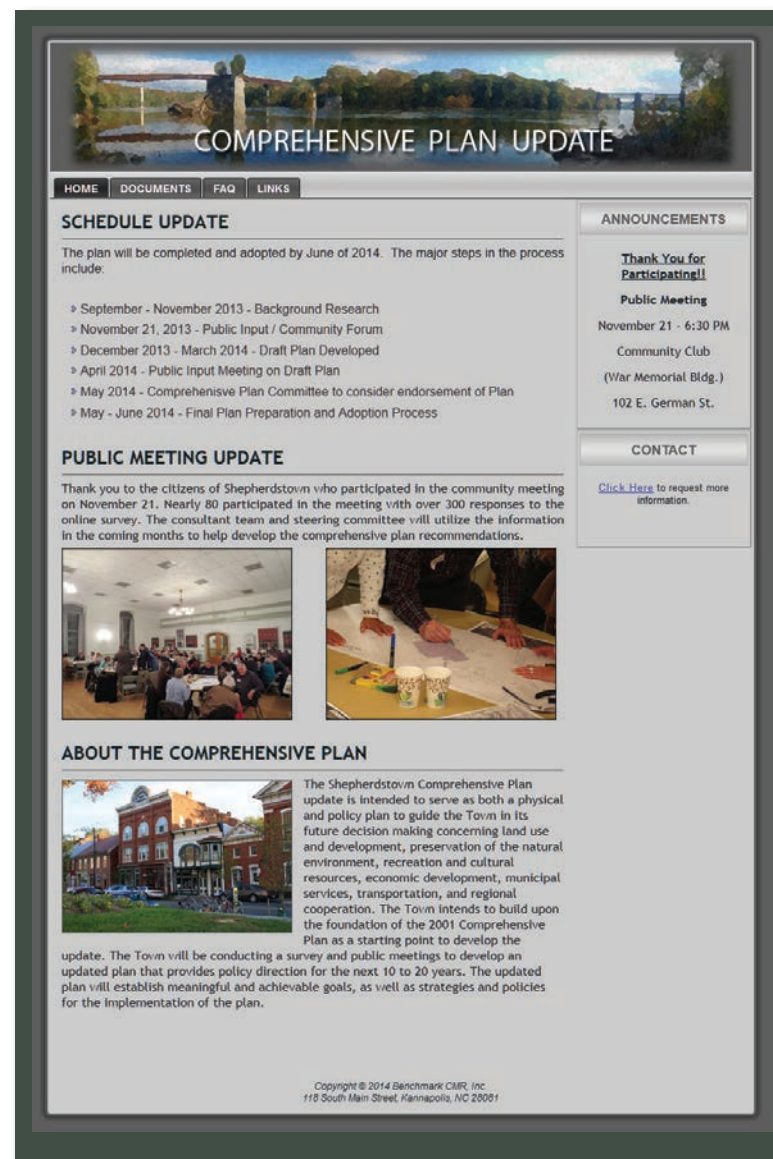 COMPREHENSIVE PLAN UPDATE
HOME DOCUMENTS FAQ LINKS
SCHEDULE UPDATE
The plan will be completed and adopted by June of 2014. The major steps in the process
include:
September - November 2013 - Background Research
November 21, 2013 - Public Input / Community Forum
December 2013 - March 2014 - Draft Plan Developed
April 2014 - Public Input Meeting on Draft Plan
May 2014 - Comprehenisve Plan Committee to consider endorsement of Plan
May - June 2014 - Final Plan Preparation and Adoption Process
PUBLIC MEETING UPDATE
Thank you to the citizens of Shepherdstown who participated in the community meeting
on November 21. Nearly 80 participated in the meeting with over 300 responses to the
online survey. The consultant team and steering committee will utilize the information
in the coming months to help develop the comprehensive plan recommendations.
ABOUT THE COMPREHENSIVE PLAN
The Shepherdstown Comprehensive Plan
update is intended to serve as both a physical
and policy plan to guide the Town in its
future decision making concerning land use
and development, preservation of the natural
environment, recreation and cultural
resources, economic development, municipal
services, transportation, and regional
cooperation. The Town intends to build upon
the foundation of the 2001 Comprehensive
Plan as a starting point to develop the
update. The Town will be conducting a survey and public meetings to develop an
updated plan that provides policy direction for the next 10 to 20 years. The updated
plan will establish meaningful and achievable goals, as well as strategies and policies
for the implementation of the plan.
ANNOUNCEMENTS
Thank You for
Participating!!
Public Meeting
November 21 - 6:30 PM
Community Club
(War Memorial Bldg.)
102 E. German St.
CONTACT
Click Here to request more
information.
Copyright © 2014 Benchmark CMR, Inc.
118 South Main Street, Kannapolis, NC 28081